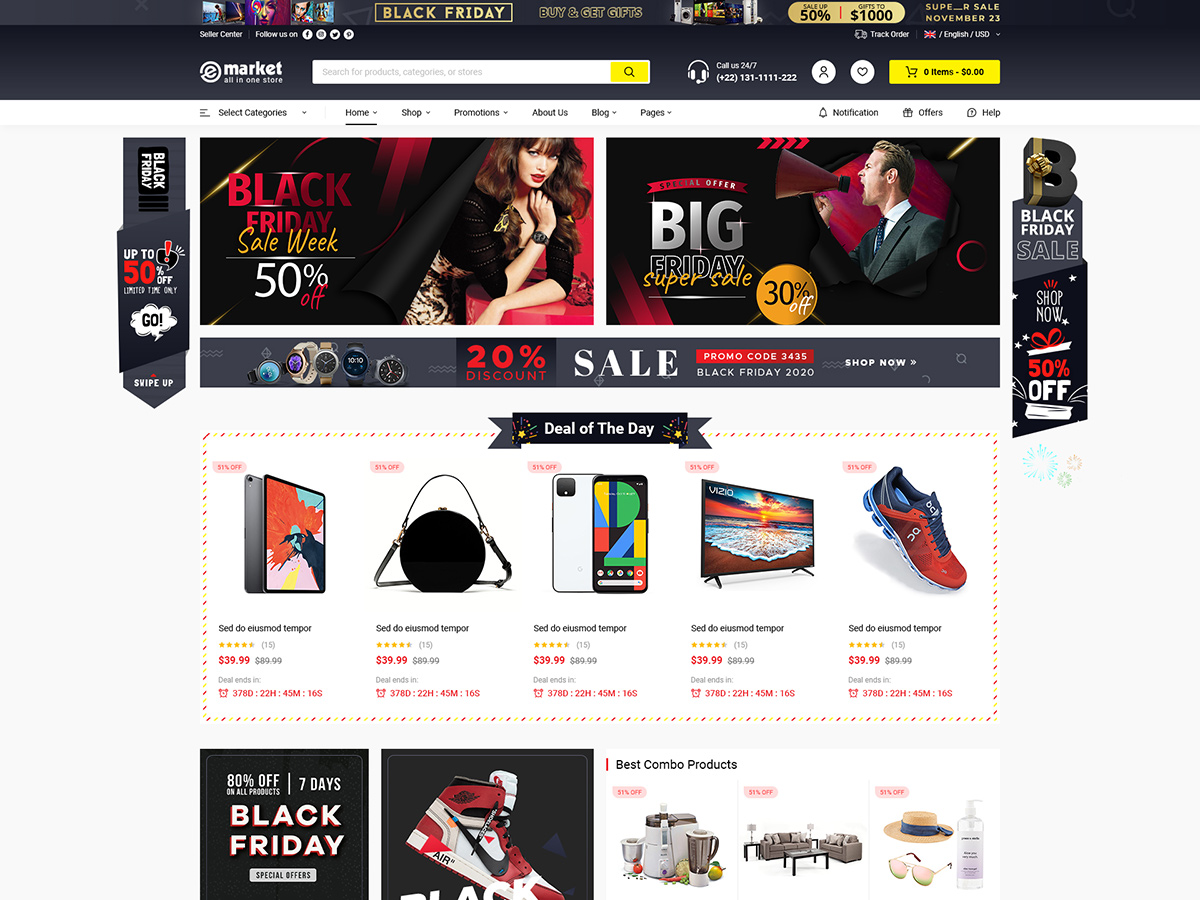 BLACK FRIDAY
BUY & GET GIFTS
SALE UP
50%
GIFTS TO
$1000
SUPE__R SALE
NOVEMBER 23
Seller Center
Follow us on
Track Order
/ English / USD
market
all in one store
Search for products, categories, or stores
Call us 24/7
(+22) 131-1111-222
0 Items - $0.00
Select Categories
Home
Shop
Promotions
About Us
Blog
Pages
Notification
Offers
Help
BLACK
FRIDAY
UP TO
50%
OFF
LIMITED TIME ONLY
GO!
SWIPE UP
BLACK
FRIDAY
Sale Week
50%
off
SPECIAL OFFER
BIG
FRIDAY
super sale
30%
off
B
BLACK
FRIDAY
SALE
SHOP
NOW
50%
OFF
10:10
20%
DISCOUNT
SALE
PROMO CODE 3435
BLACK FRIDAY 2020
SHOP NOW »
Deal of The Day
51% OFF
51% OFF
51% OFF
51% OFF
51% OFF
VIZIO
Sed do eiusmod tempor
Sed do eiusmod tempor
Sed do eiusmod tempor
Sed do eiusmod tempor
Sed do eiusmod tempor
(15)
(15)
(15)
(15)
(15)
$39.99 $89.99
$39.99 $89.99
$39.99 $89.99
$39.99 $89.99
$39.99 $89.99
Deal ends in:
Deal ends in:
Deal ends in:
Deal ends in:
Deal ends in:
378D : 22H : 45M : 16S
378D : 22H : 45M : 16S
378D : 22H : 45M : 16S
378D : 22H : 45M : 16S
378D : 22H : 45M : 16S
80% OFF
ON ALL PRODUCTS
7 DAYS
BLACK
FRIDAY
SPECIAL OFFERS
"AIR"
BLACK
Best Combo Products
51% OFF
51% OFF
51% OFF